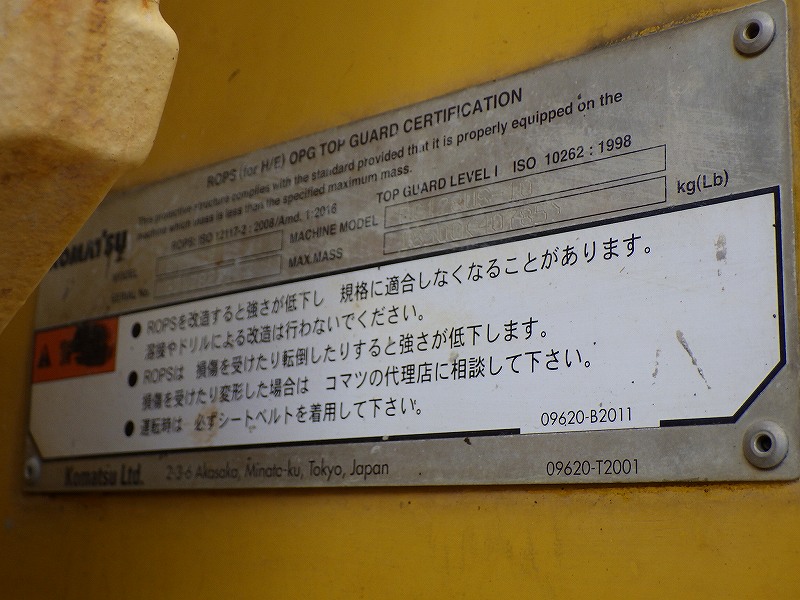 ROPS (for H/E) OPG TOP GUARD CERTIFICATION
This protective structure complies with the standard provided that it is properly equipped on the
machine whose mass is less than the specified maximum mass.
ROPS: ISO 12117-2 : 2008/Amd. 1:2016 TOP GUARD LEVEL I ISO 10262 : 1998
KOMATSU
MODEL MACHINE MODEL
SERIAL No. MAX.MASS kg(Lb)
● ROPSを改造すると強さが低下し 規格に適合しなくなることがあります。
溶接やドリルによる改造は行わないでください。
● ROPSは 損傷を受けたり転倒したりすると強さが低下します。
損傷を受けたり変形した場合は コマツの代理店に相談して下さい。
● 運転時は 必ずシートベルトを着用して下さい。
09620-B2011
Komatsu Ltd. 2-3-6 Akasaka, Minato-ku, Tokyo, Japan 09620-T2001